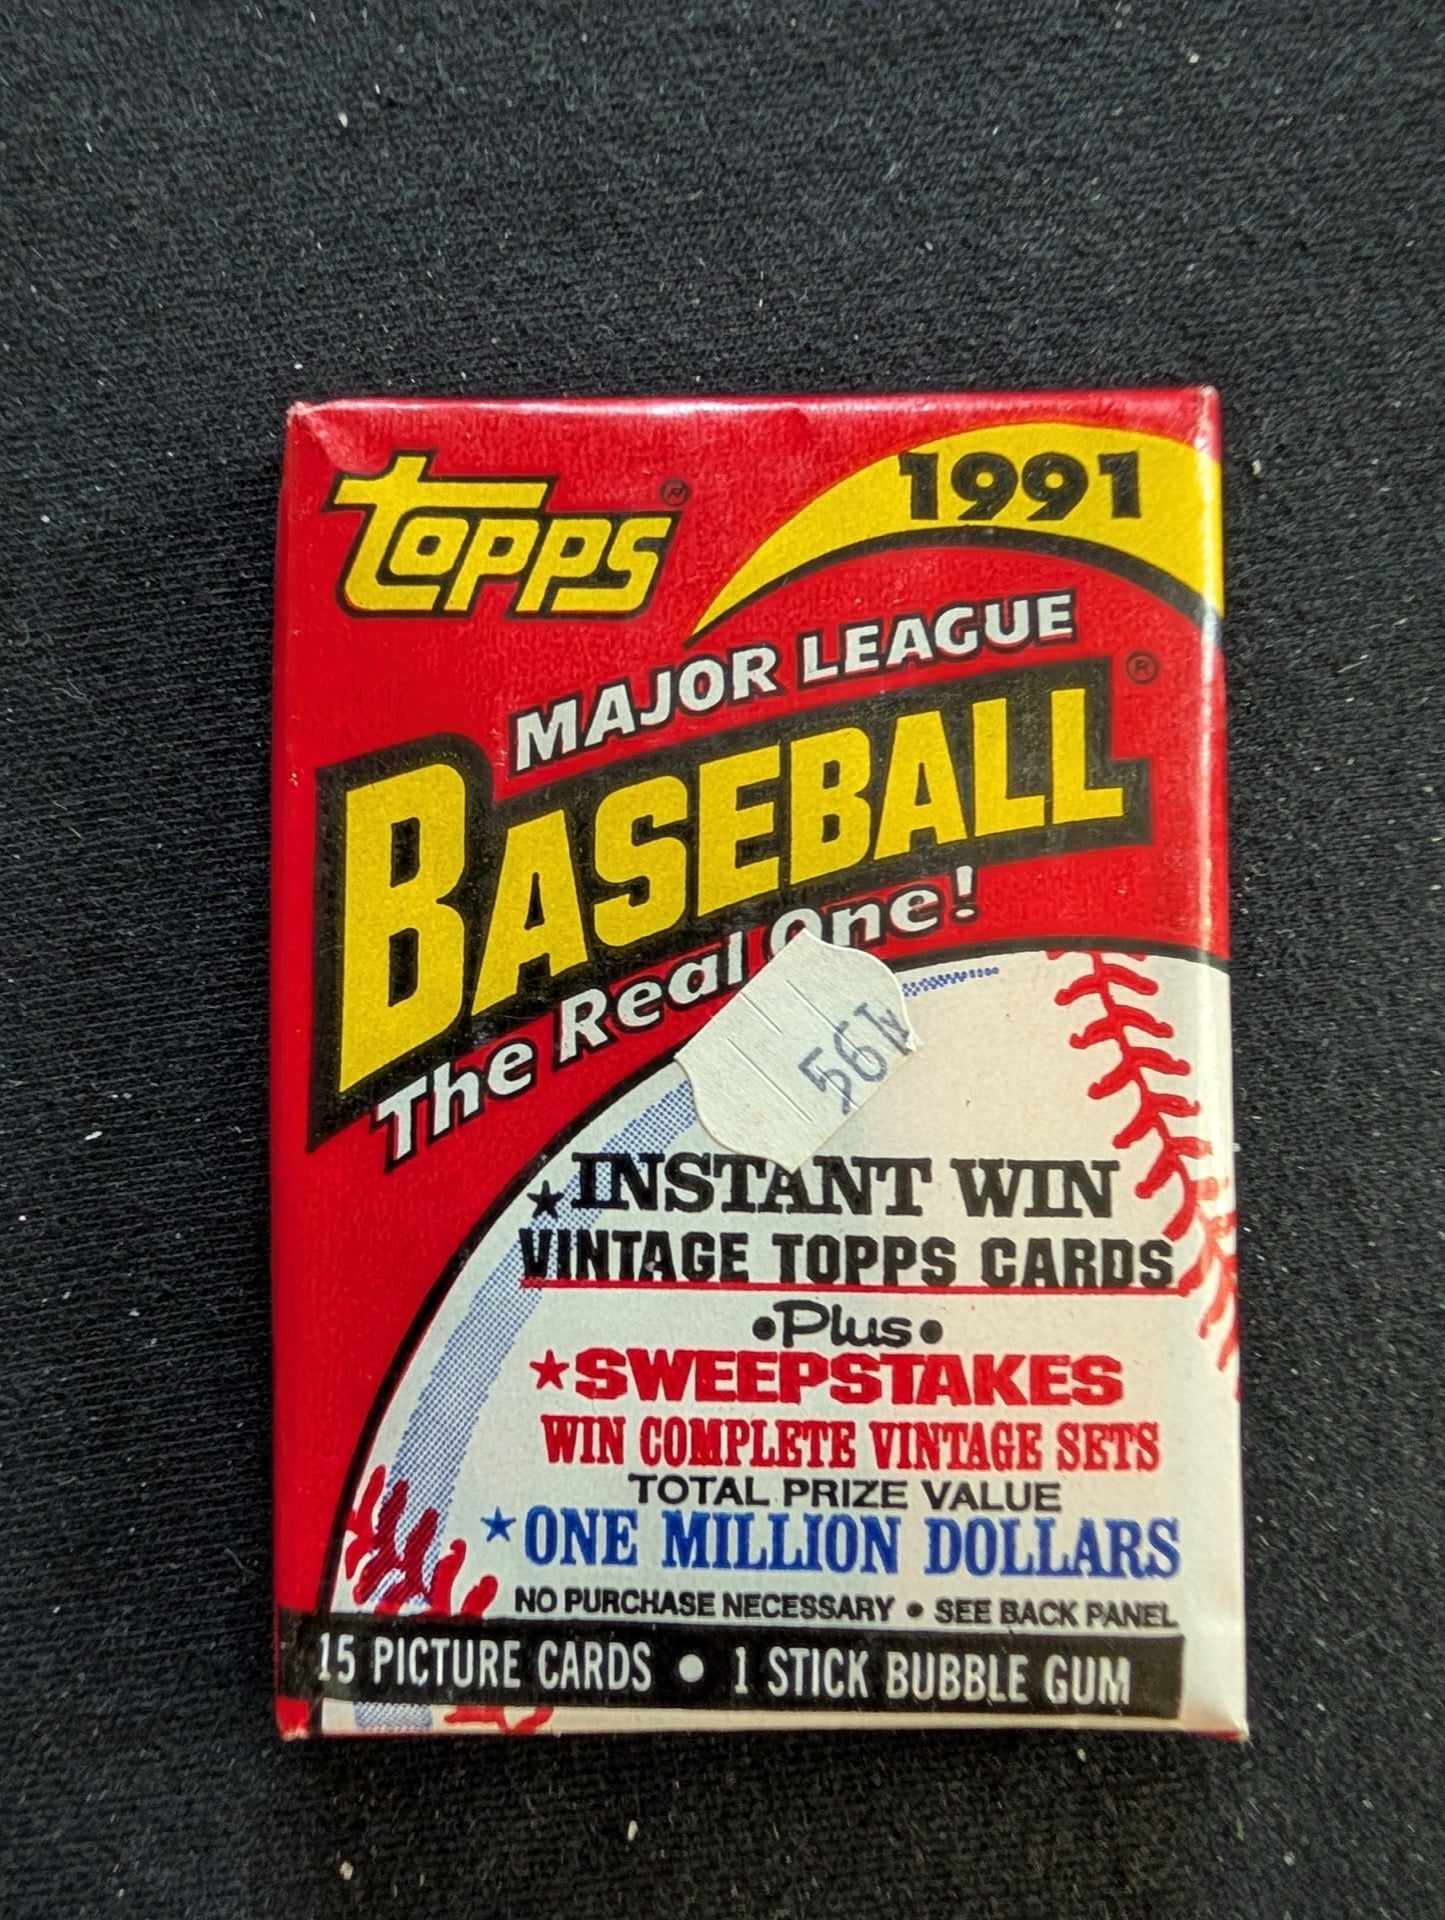 topps®
1991
MAJOR LEAGUE
BASEBALL®
The Real One!
★INSTANT WIN
VINTAGE TOPPS CARDS
•Plus•
★SWEEPSTAKES
WIN COMPLETE VINTAGE SETS
TOTAL PRIZE VALUE
★ONE MILLION DOLLARS
NO PURCHASE NECESSARY • SEE BACK PANEL
15 PICTURE CARDS • 1 STICK BUBBLE GUM